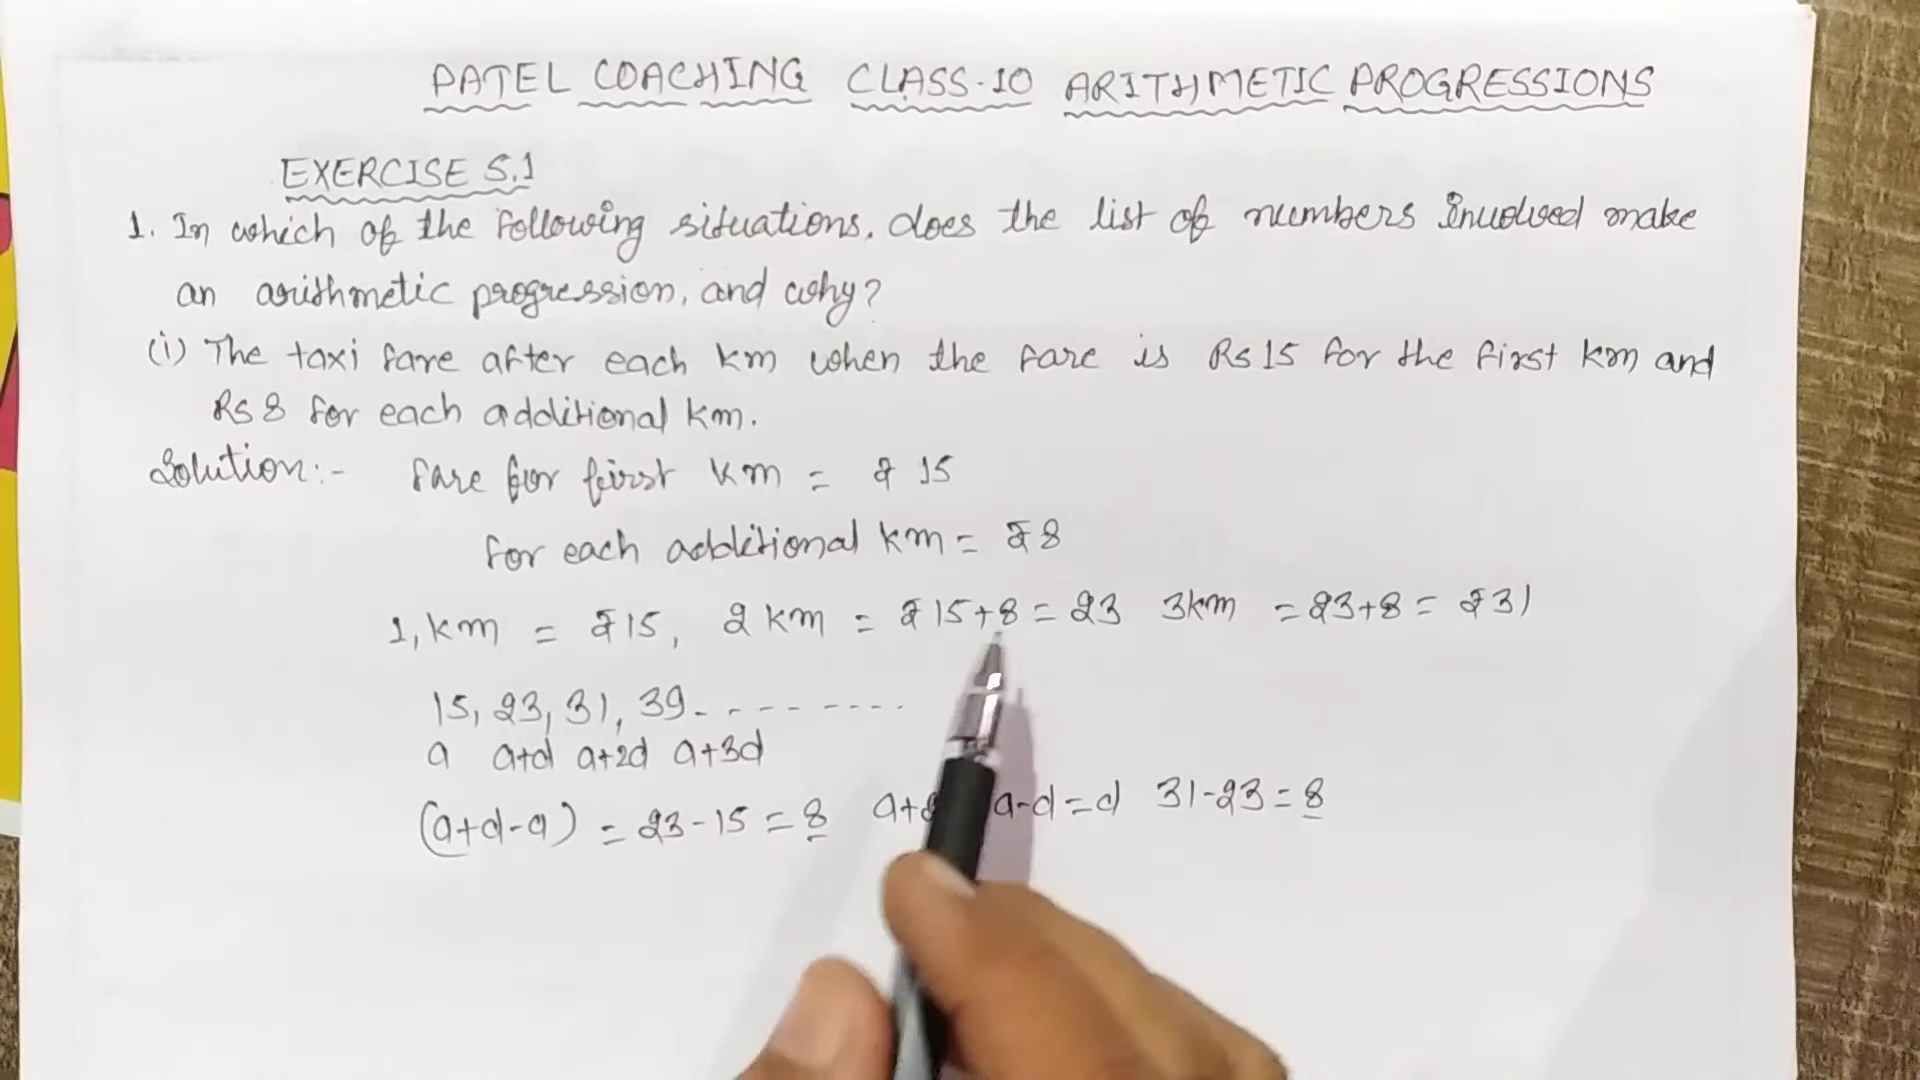 PATEL COACHING CLASS-10 ARITHMETIC PROGRESSIONS
EXERCISE 5.1
1. In which of the following situations, does the list of numbers involved make
an arithmetic progression, and why?
(i) The taxi fare after each km when the fare is Rs 15 for the first km and
Rs 8 for each additional km.
Solution:- Fare for first km = ₹ 15
For each additional km = ₹8
1, km = ₹15, 2 km = ₹15+8 = 23 3km = 23+8 = ₹31
15, 23, 31, 39- - - - - - - - -
a a+d a+2d a+3d
(a+d-a) = 23-15 = 8 a-d=d 31-23=8